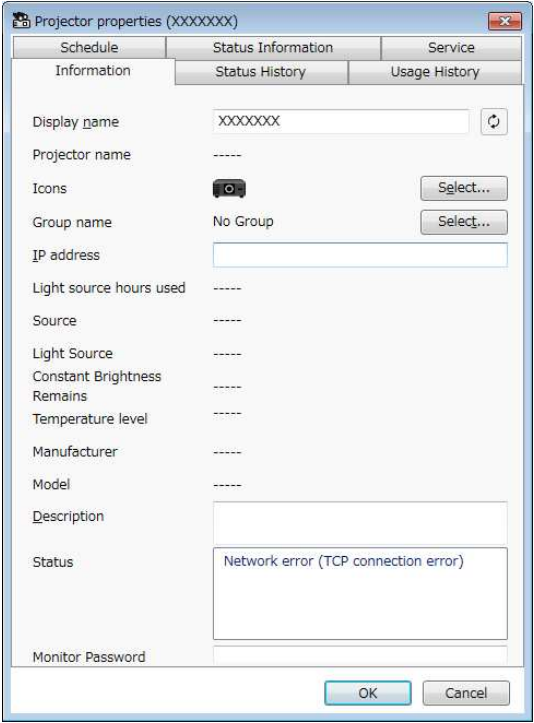 Projector properties (XXXXXXX)
Schedule Status Information Service
Information Status History Usage History
Display name XXXXXXX
Projector name -----
Icons Select...
Group name No Group Select...
IP address
Light source hours used -----
Source -----
Light Source -----
Constant Brightness
Remains -----
Temperature level -----
Manufacturer -----
Model -----
Description
Status Network error (TCP connection error)
Monitor Password
OK Cancel